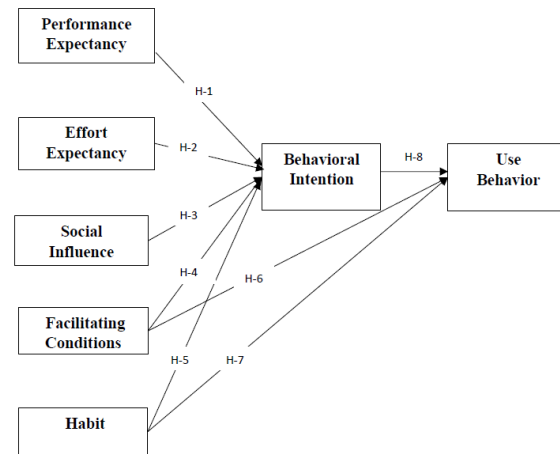 Performance
Expectancy
H-1
Effort
Expectancy
H-2
Behavioral
Intention
H-8
Use
Behavior
Social
Influence
H-3
H-4
H-6
Facilitating
Conditions
H-5
H-7
Habit